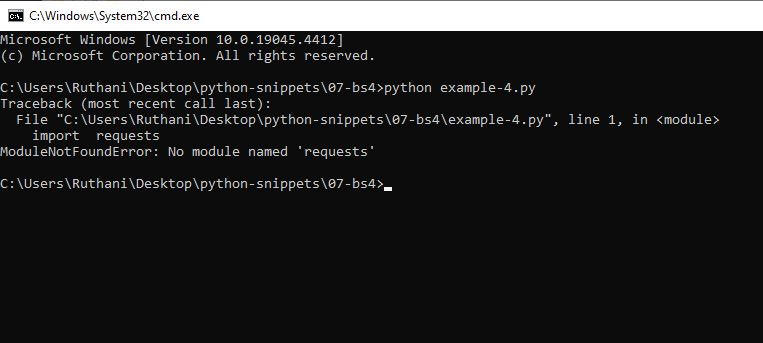 C:\Windows\System32\cmd.exe
Microsoft Windows [Version 10.0.19045.4412]
(c) Microsoft Corporation. All rights reserved.
C:\Users\Ruthani\Desktop\python-snippets\07-bs4>python example-4.py
Traceback (most recent call last):
  File "C:\Users\Ruthani\Desktop\python-snippets\07-bs4\example-4.py", line 1, in <module>
    import  requests
ModuleNotFoundError: No module named 'requests'
C:\Users\Ruthani\Desktop\python-snippets\07-bs4>